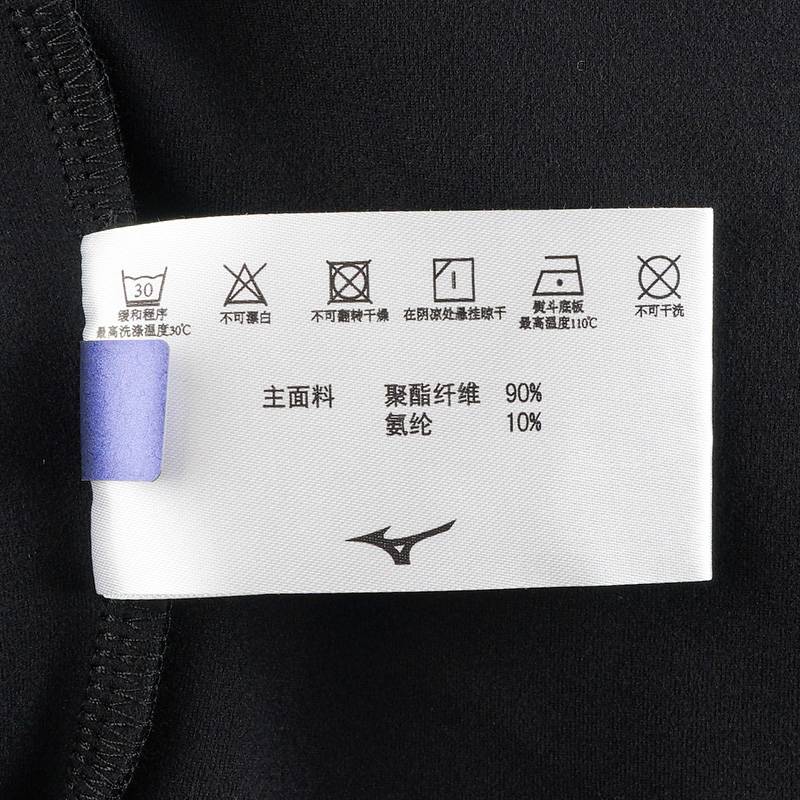 30
缓和程序
最高洗涤温度30℃
不可漂白
不可翻转干燥
在阴凉处悬挂晾干
熨斗底板
最高温度110℃
不可干洗
主面料 聚酯纤维 90%
氨纶 10%